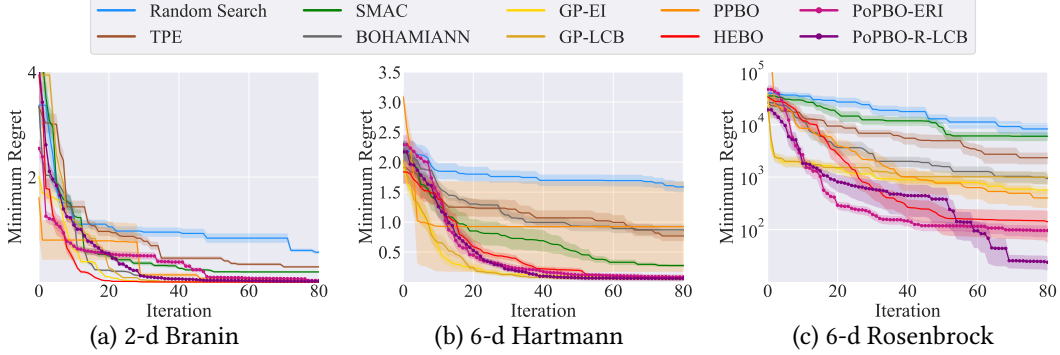 Random Search SMAC GP-EI PPBO PoPBO-ERI
TPE BOHAMIANN GP-LCB HEBO PoPBO-R-LCB
Minimum Regret
4
2
0 20 40 60 80
Iteration
(a) 2-d Branin
Minimum Regret
3.5
3.0
2.5
2.0
1.5
1.0
0.5
0 20 40 60 80
Iteration
(b) 6-d Hartmann
Minimum Regret
10^5
10^4
10^3
10^2
0 20 40 60 80
Iteration
(c) 6-d Rosenbrock